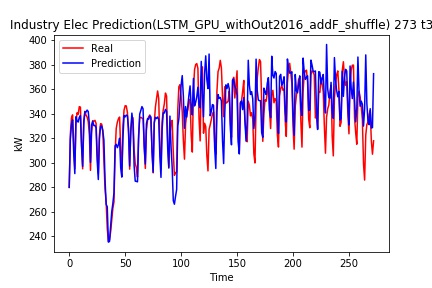 Industry Elec Prediction(LSTM_GPU_withOut2016_addF_shuffle) 273 t3
Real
Prediction
400
380
360
340
320
300
280
260
240
kW
0 50 100 150 200 250
Time